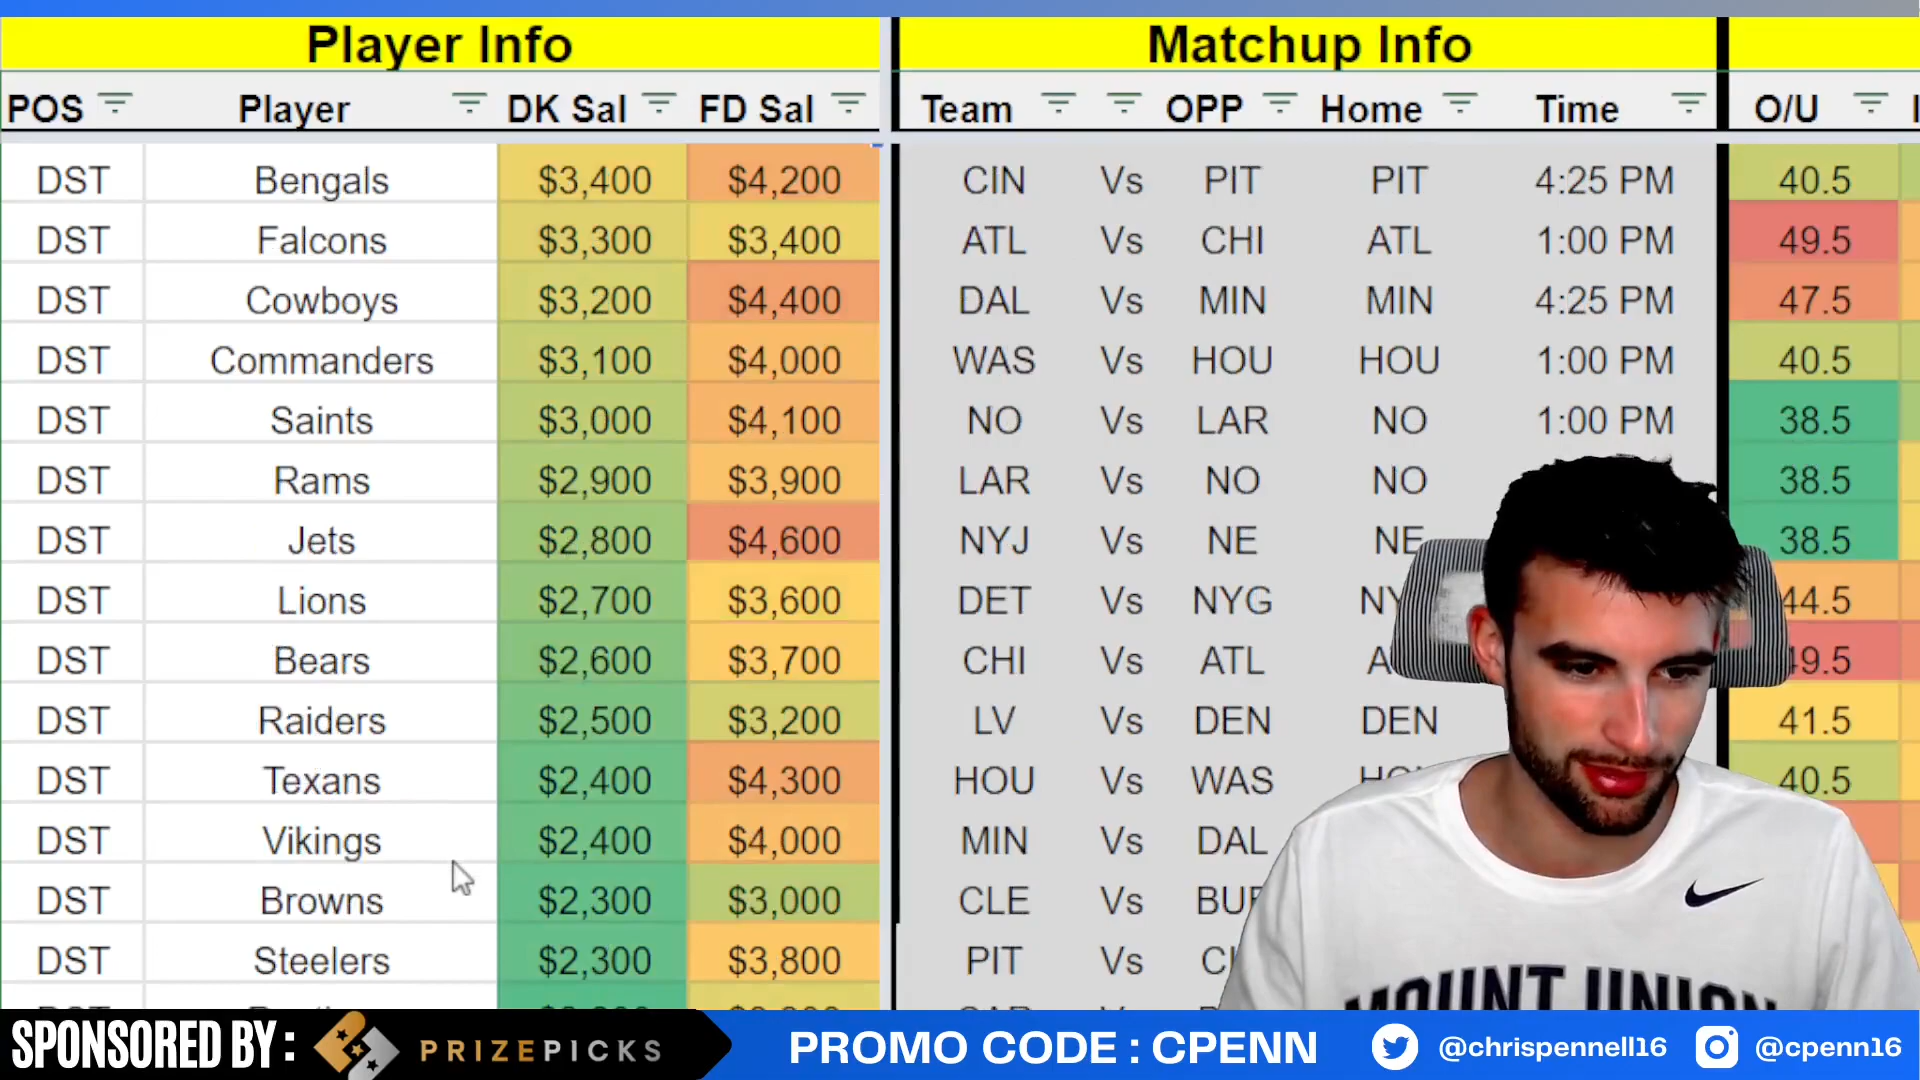 Player Info Matchup Info
POS Player DK Sal FD Sal Team OPP Home Time O/U
DST Bengals $3,400 $4,200 CIN Vs PIT PIT 4:25 PM 40.5
DST Falcons $3,300 $3,400 ATL Vs CHI ATL 1:00 PM 49.5
DST Cowboys $3,200 $4,400 DAL Vs MIN MIN 4:25 PM 47.5
DST Commanders $3,100 $4,000 WAS Vs HOU HOU 1:00 PM 40.5
DST Saints $3,000 $4,100 NO Vs LAR NO 1:00 PM 38.5
DST Rams $2,900 $3,900 LAR Vs NO NO 38.5
DST Jets $2,800 $4,600 NYJ Vs NE NE 38.5
DST Lions $2,700 $3,600 DET Vs NYG NY 44.5
DST Bears $2,600 $3,700 CHI Vs ATL A 49.5
DST Raiders $2,500 $3,200 LV Vs DEN DEN 41.5
DST Texans $2,400 $4,300 HOU Vs WAS 40.5
DST Vikings $2,400 $4,000 MIN Vs DAL
DST Browns $2,300 $3,000 CLE Vs BUF
DST Steelers $2,300 $3,800 PIT Vs CI
MOUNT UNION
SPONSORED BY : PRIZEPICKS PROMO CODE : CPENN @chrispennell16 @cpenn16